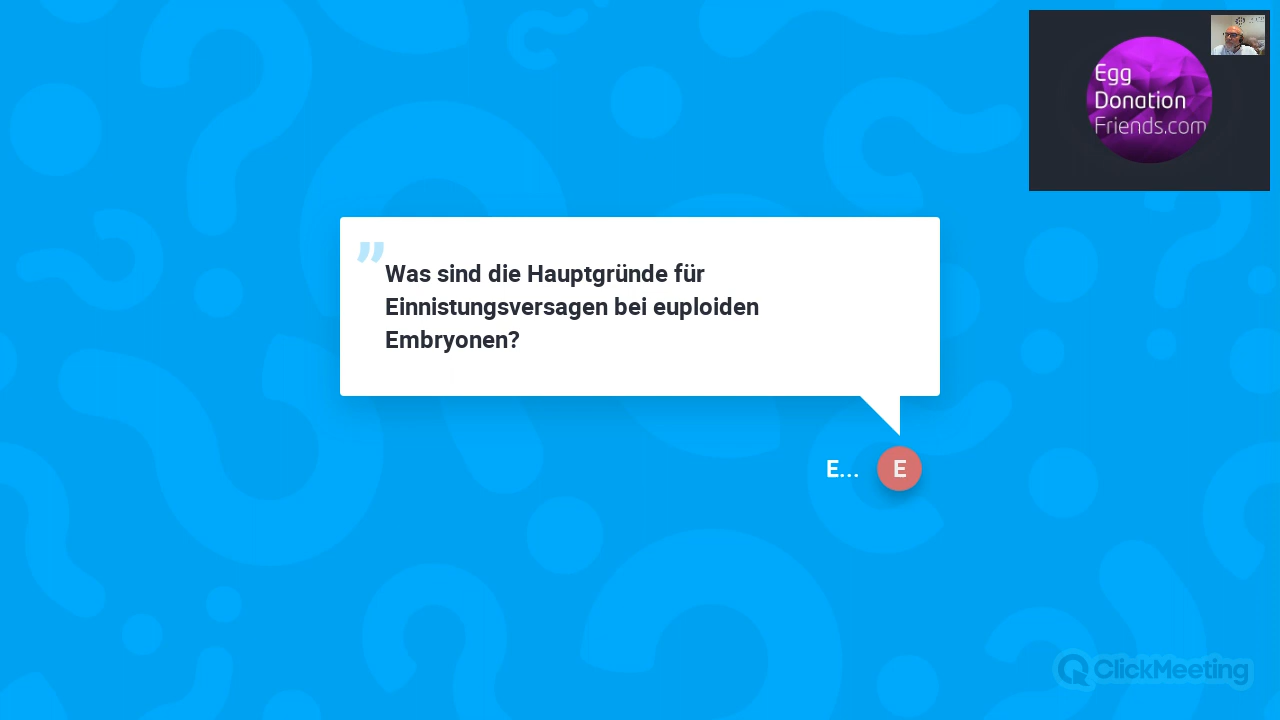 Egg
Donation
Friends.com
”
Was sind die Hauptgründe für
Einnistungsversagen bei euploiden
Embryonen?
E...
E
ClickMeeting